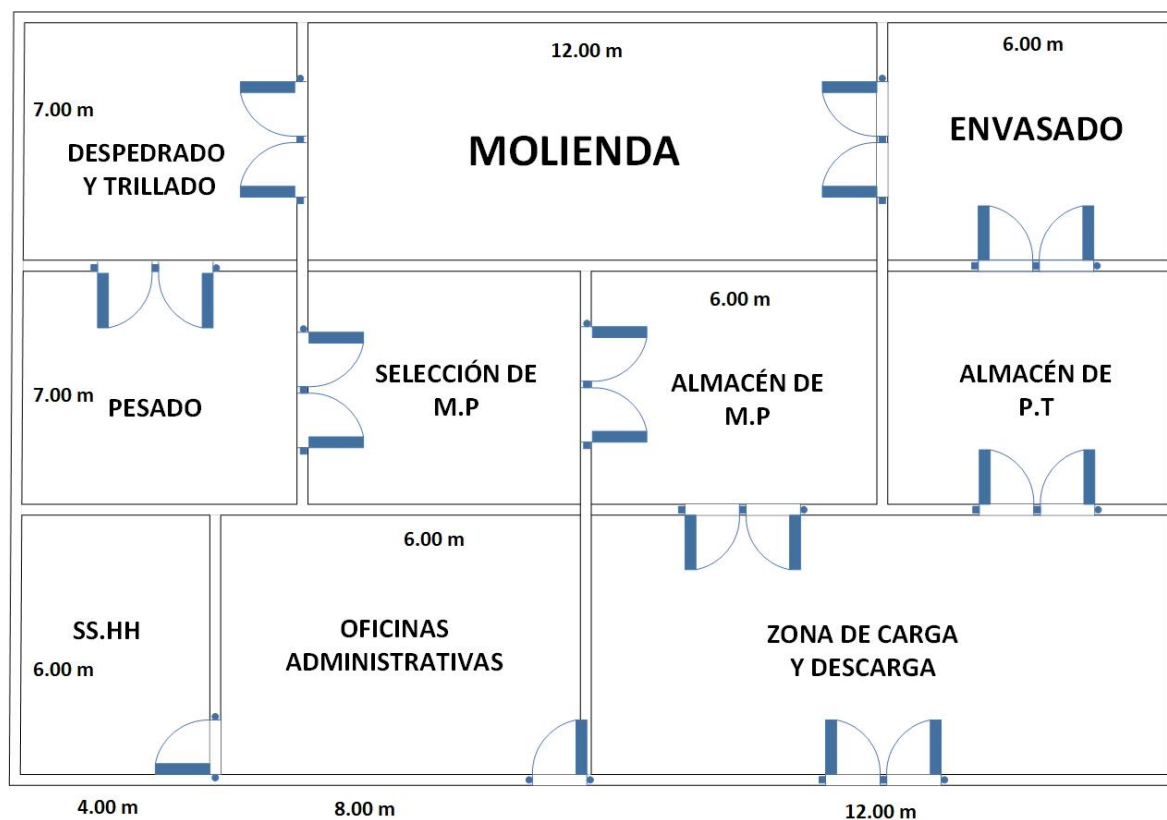 12.00 m
6.00 m
7.00 m
DESPEDRADO
Y TRILLADO
MOLIENDA
ENVASADO
7.00 m
PESADO
SELECCIÓN DE
M.P
6.00 m
ALMACÉN DE
M.P
ALMACÉN DE
P.T
6.00 m
SS.HH
6.00 m
OFICINAS
ADMINISTRATIVAS
ZONA DE CARGA
Y DESCARGA
4.00 m
8.00 m
12.00 m